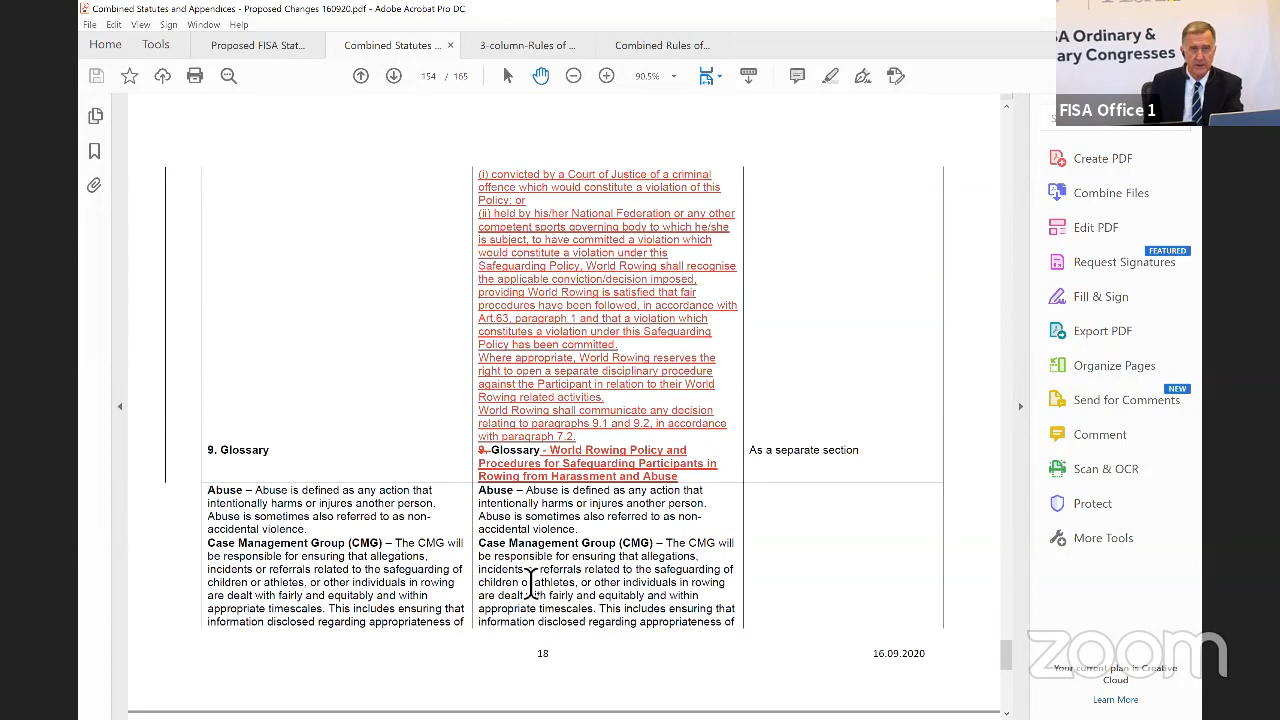 Combined Statutes and Appendices - Proposed Changes 160920.pdf - Adobe Acrobat Pro DC
File Edit View Sign Window Help
Home Tools Proposed FISA Stat... Combined Statutes ... × 3-column-Rules of ... Combined Rules of...
154 / 165 90.5%
SA Ordinary &
ary Congresses
FISA Office 1
(i) convicted by a Court of Justice of a criminal
offence which would constitute a violation of this
Policy; or
(ii) held by his/her National Federation or any other
competent sports governing body to which he/she
is subject, to have committed a violation which
would constitute a violation under this
Safeguarding Policy, World Rowing shall recognise
the applicable conviction/decision imposed,
providing World Rowing is satisfied that fair
procedures have been followed, in accordance with
Art.63, paragraph 1 and that a violation which
constitutes a violation under this Safeguarding
Policy has been committed.
Where appropriate, World Rowing reserves the
right to open a separate disciplinary procedure
against the Participant in relation to their World
Rowing related activities.
World Rowing shall communicate any decision
relating to paragraphs 9.1 and 9.2, in accordance
with paragraph 7.2.
9. Glossary
9. Glossary - World Rowing Policy and
Procedures for Safeguarding Participants in
Rowing from Harassment and Abuse
As a separate section
Abuse – Abuse is defined as any action that
intentionally harms or injures another person.
Abuse is sometimes also referred to as non-
accidental violence.
Case Management Group (CMG) – The CMG will
be responsible for ensuring that allegations,
incidents or referrals related to the safeguarding of
children or athletes, or other individuals in rowing
are dealt with fairly and equitably and within
appropriate timescales. This includes ensuring that
information disclosed regarding appropriateness of
Abuse – Abuse is defined as any action that
intentionally harms or injures another person.
Abuse is sometimes also referred to as non-
accidental violence.
Case Management Group (CMG) – The CMG will
be responsible for ensuring that allegations,
incidents referrals related to the safeguarding of
children or athletes, or other individuals in rowing
are dealt with fairly and equitably and within
appropriate timescales. This includes ensuring that
information disclosed regarding appropriateness of
18 16.09.2020
Create PDF
Combine Files
Edit PDF
FEATURED
Request Signatures
Fill & Sign
Export PDF
Organize Pages
NEW
Send for Comments
Comment
Scan & OCR
Protect
More Tools
zoom
Your current plan is Creative
Cloud
Learn More